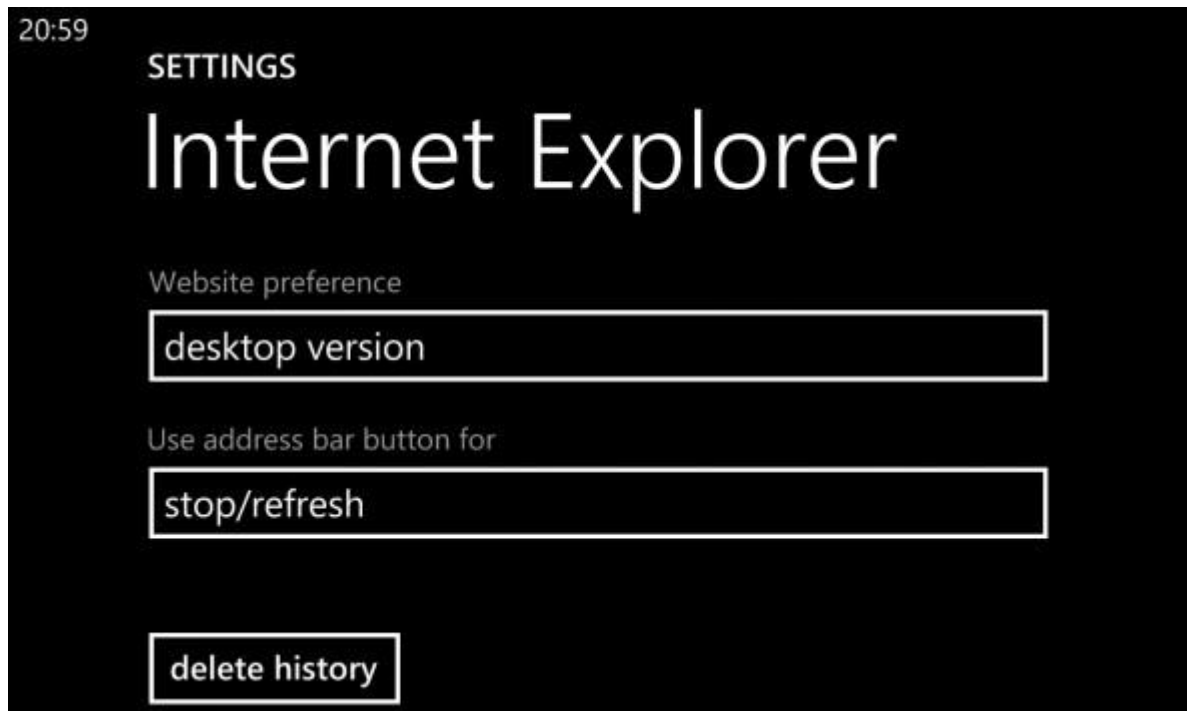 20:59
SETTINGS
Internet Explorer
Website preference
desktop version
Use address bar button for
stop/refresh
delete history